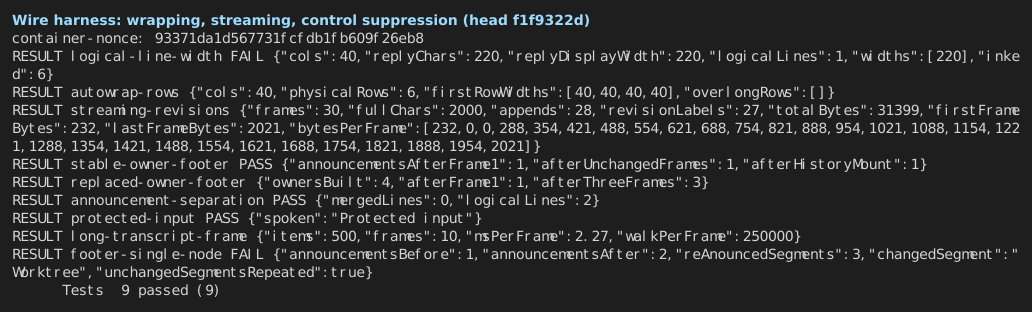 Wire harness: wrapping, streaming, control suppression (head f1f9322d)
container-nonce: 93371da1d567731fcfdb1fb609f26eb8
RESULT logical-line-width FAIL {"cols":40,"replyChars":220,"replyDisplayWidth":220,"logicalLines":1,"widths":[220],"inke
d":6}
RESULT autowrap-rows {"cols":40,"physicalRows":6,"firstRowWidths":[40,40,40,40],"overlongRows":[]}
RESULT streaming-revisions {"frames":30,"fullChars":2000,"appends":28,"revisionLabels":27,"totalBytes":31399,"firstFrame
Bytes":232,"lastFrameBytes":2021,"bytesPerFrame":[232,0,0,288,354,421,488,554,621,688,754,821,888,954,1021,1088,1154,122
1,1288,1354,1421,1488,1554,1621,1688,1754,1821,1888,1954,2021]}
RESULT stable-owner-footer PASS {"announcementsAfterFrame1":1,"afterUnchangedFrames":1,"afterHistoryMount":1}
RESULT replaced-owner-footer {"ownersBuilt":4,"afterFrame1":1,"afterThreeFrames":3}
RESULT announcement-separation PASS {"mergedLines":0,"logicalLines":2}
RESULT protected-input PASS {"spoken":"Protected input"}
RESULT long-transcript-frame {"items":500,"frames":10,"msPerFrame":2.27,"walkPerFrame":250000}
RESULT footer-single-node FAIL {"announcementsBefore":1,"announcementsAfter":2,"reAnouncedSegments":3,"changedSegment":"
Worktree","unchangedSegmentsRepeated":true}
Tests 9 passed (9)